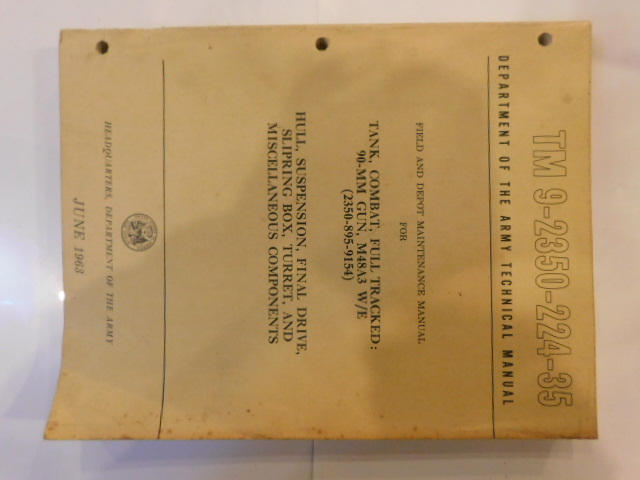 TM 9-2350-224-35
DEPARTMENT OF THE ARMY TECHNICAL MANUAL
FIELD AND DEPOT MAINTENANCE MANUAL
FOR
TANK, COMBAT, FULL TRACKED:
90-MM GUN, M48A3 W/E
(2350-895-9154)
HULL, SUSPENSION, FINAL DRIVE,
SLIPRING BOX, TURRET, AND
MISCELLANEOUS COMPONENTS
HEADQUARTERS, DEPARTMENT OF THE ARMY
JUNE 1963